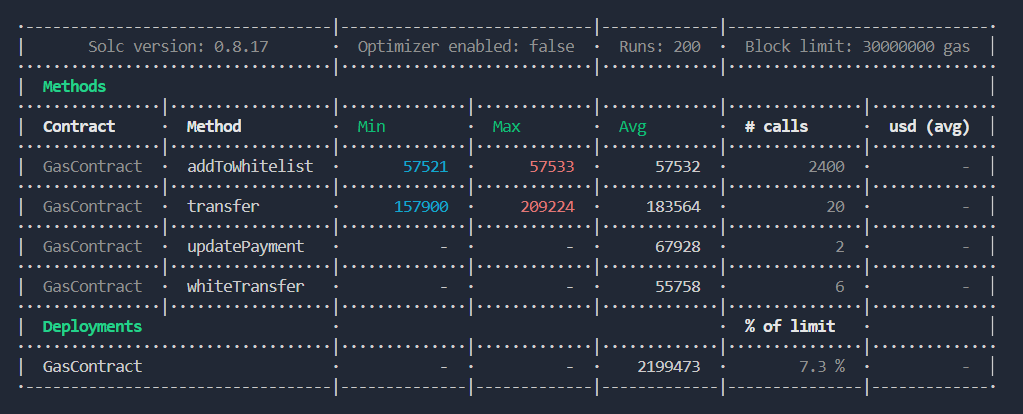 Solc version: 0.8.17 · Optimizer enabled: false · Runs: 200 · Block limit: 30000000 gas
Methods
Contract · Method · Min · Max · Avg · # calls · usd (avg)
GasContract · addToWhitelist · 57521 · 57533 · 57532 · 2400 · -
GasContract · transfer · 157900 · 209224 · 183564 · 20 · -
GasContract · updatePayment · - · - · 67928 · 2 · -
GasContract · whiteTransfer · - · - · 55758 · 6 · -
Deployments · · % of limit ·
GasContract · - · - · 2199473 · 7.3 % · -